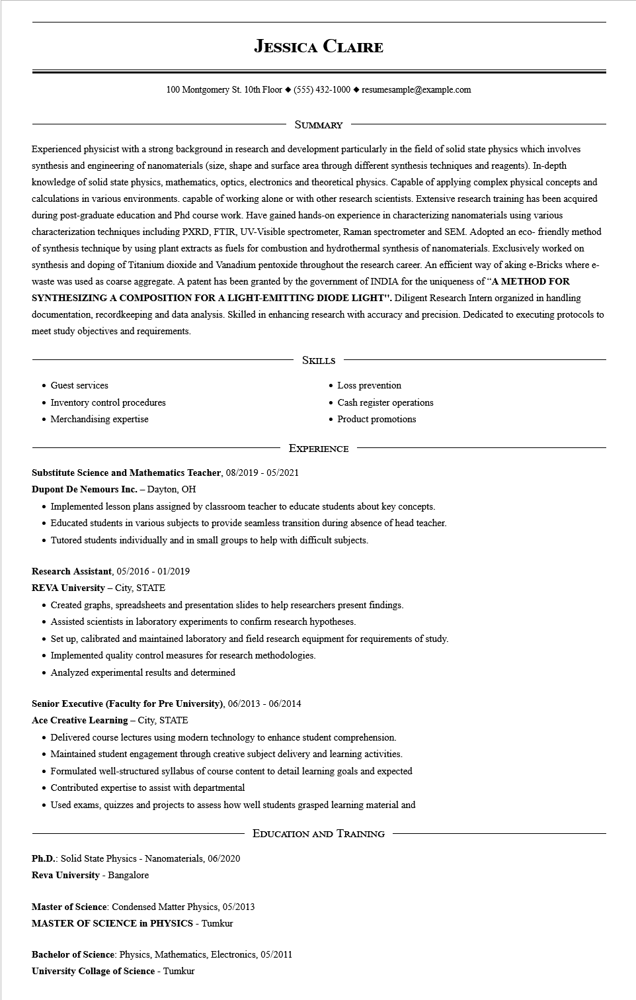 Jessica Claire
100 Montgomery St. 10th Floor ◆ (555) 432-1000 ◆ resumesample@example.com
Summary
Experienced physicist with a strong background in research and development particularly in the field of solid state physics which involves
synthesis and engineering of nanomaterials (size, shape and surface area through different synthesis techniques and reagents). In-depth
knowledge of solid state physics, mathematics, optics, electronics and theoretical physics. Capable of applying complex physical concepts and
calculations in various environments. capable of working alone or with other research scientists. Extensive research training has been acquired
during post-graduate education and Phd course work. Have gained hands-on experience in characterizing nanomaterials using various
characterization techniques including PXRD, FTIR, UV-Visible spectrometer, Raman spectrometer and SEM. Adopted an eco- friendly method
of synthesis technique by using plant extracts as fuels for combustion and hydrothermal synthesis of nanomaterials. Exclusively worked on
synthesis and doping of Titanium dioxide and Vanadium pentoxide throughout the research career. An efficient way of aking e-Bricks where e-
waste was used as coarse aggregate. A patent has been granted by the government of INDIA for the uniqueness of “A METHOD FOR
SYNTHESIZING A COMPOSITION FOR A LIGHT-EMITTING DIODE LIGHT". Diligent Research Intern organized in handling
documentation, recordkeeping and data analysis. Skilled in enhancing research with accuracy and precision. Dedicated to executing protocols to
meet study objectives and requirements.
Skills
• Guest services
• Inventory control procedures
• Merchandising expertise
• Loss prevention
• Cash register operations
• Product promotions
Experience
Substitute Science and Mathematics Teacher, 08/2019 - 05/2021
Dupont De Nemours Inc. – Dayton, OH
• Implemented lesson plans assigned by classroom teacher to educate students about key concepts.
• Educated students in various subjects to provide seamless transition during absence of head teacher.
• Tutored students individually and in small groups to help with difficult subjects.
Research Assistant, 05/2016 - 01/2019
REVA University – City, STATE
• Created graphs, spreadsheets and presentation slides to help researchers present findings.
• Assisted scientists in laboratory experiments to confirm research hypotheses.
• Set up, calibrated and maintained laboratory and field research equipment for requirements of study.
• Implemented quality control measures for research methodologies.
• Analyzed experimental results and determined
Senior Executive (Faculty for Pre University), 06/2013 - 06/2014
Ace Creative Learning – City, STATE
• Delivered course lectures using modern technology to enhance student comprehension.
• Maintained student engagement through creative subject delivery and learning activities.
• Formulated well-structured syllabus of course content to detail learning goals and expected
• Contributed expertise to assist with departmental
• Used exams, quizzes and projects to assess how well students grasped learning material and
Education and Training
Ph.D.: Solid State Physics - Nanomaterials, 06/2020
Reva University - Bangalore
Master of Science: Condensed Matter Physics, 05/2013
MASTER OF SCIENCE in PHYSICS - Tumkur
Bachelor of Science: Physics, Mathematics, Electronics, 05/2011
University Collage of Science - Tumkur